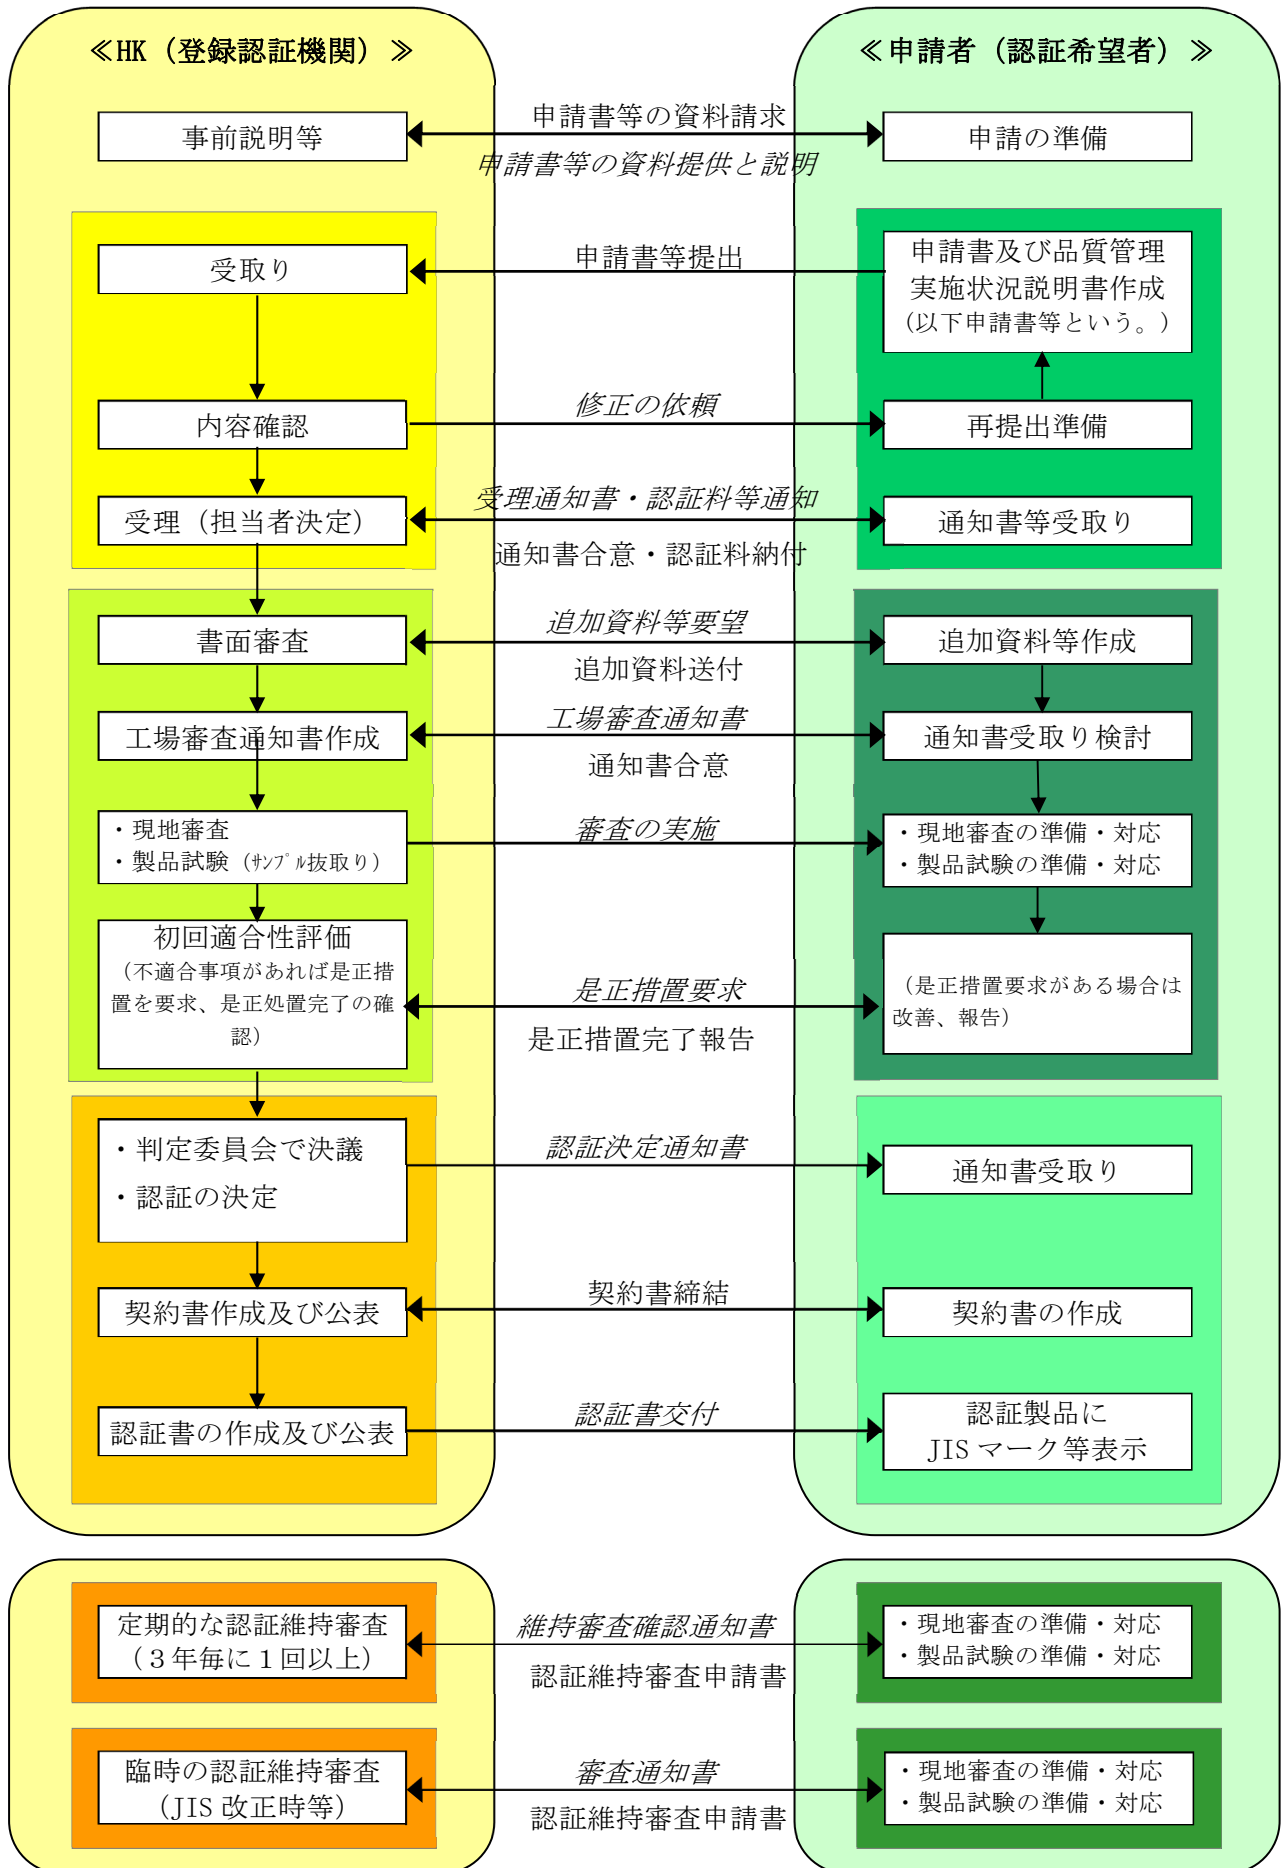 ≪HK（登録認証機関）≫
≪申請者（認証希望者）≫
事前説明等
申請書等の資料請求
申請書等の資料提供と説明
申請の準備
受取り
申請書等提出
申請書及び品質管理
実施状況説明書作成
（以下申請書等という。）
内容確認
修正の依頼
再提出準備
受理（担当者決定）
受理通知書・認証料等通知
通知書合意・認証料納付
通知書等受取り
書面審査
追加資料等要望
追加資料送付
追加資料等作成
工場審査通知書作成
工場審査通知書
通知書合意
通知書受取り検討
・現地審査
・製品試験（ｻﾝﾌﾟﾙ抜取り）
審査の実施
・現地審査の準備・対応
・製品試験の準備・対応
初回適合性評価
（不適合事項があれば是正措
置を要求、是正処置完了の確
認）
是正措置要求
是正措置完了報告
（是正措置要求がある場合は
改善、報告）
・判定委員会で決議
・認証の決定
認証決定通知書
通知書受取り
契約書作成及び公表
契約書締結
契約書の作成
認証書の作成及び公表
認証書交付
認証製品に
JISマーク等表示
定期的な認証維持審査
（３年毎に１回以上）
維持審査確認通知書
認証維持審査申請書
・現地審査の準備・対応
・製品試験の準備・対応
臨時の認証維持審査
（JIS改正時等）
審査通知書
認証維持審査申請書
・現地審査の準備・対応
・製品試験の準備・対応